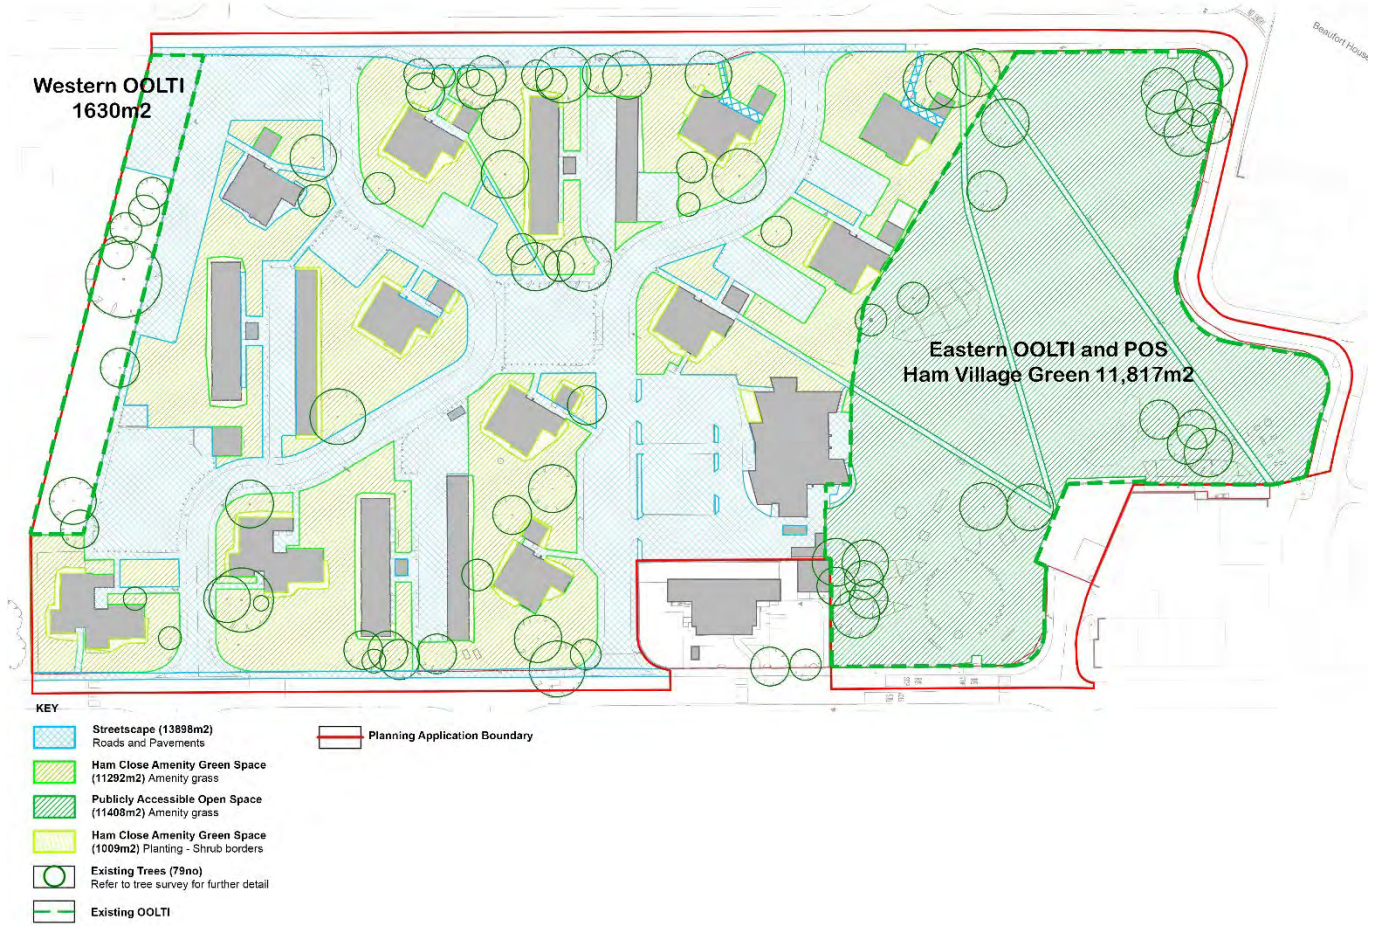 Beaufort House
Western OOLTI
1630m2
Eastern OOLTI and POS
Ham Village Green 11,817m2
KEY
Streetscape (13898m2)
Roads and Pavements
Planning Application Boundary
Ham Close Amenity Green Space
(11292m2) Amenity grass
Publicly Accessible Open Space
(11408m2) Amenity grass
Ham Close Amenity Green Space
(1009m2) Planting - Shrub borders
Existing Trees (79no)
Refer to tree survey for further detail
Existing OOLTI